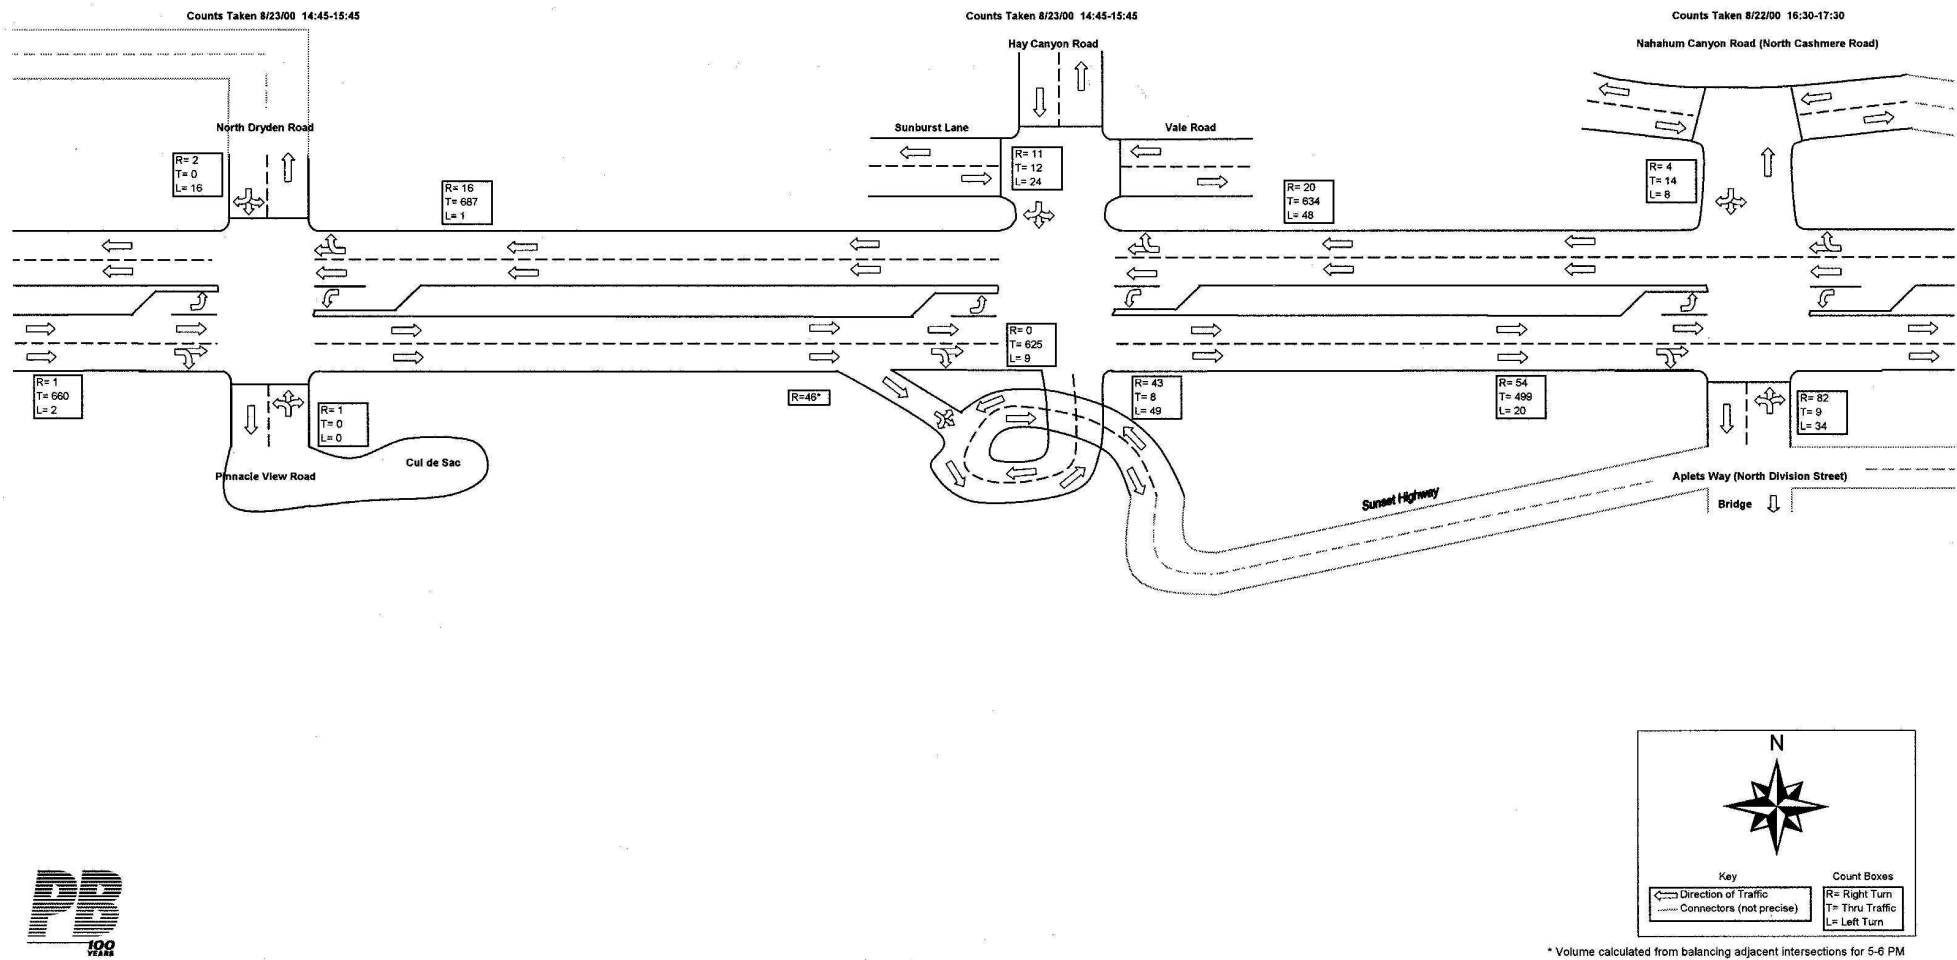 Counts Taken 8/23/00 14:45-15:45
Counts Taken 8/23/00 14:45-15:45
Counts Taken 8/22/00 16:30-17:30
Hay Canyon Road
Nahahum Canyon Road (North Cashmere Road)
North Dryden Road
Sunburst Lane
Vale Road
R= 2
T= 0
L= 16
R= 16
T= 687
L= 1
R= 11
T= 12
L= 24
R= 20
T= 634
L= 48
R= 4
T= 14
L= 8
R= 1
T= 660
L= 2
R= 1
T= 0
L= 0
R=46*
R= 0
T= 625
L= 9
R= 43
T= 8
L= 49
R= 54
T= 499
L= 20
R= 82
T= 9
L= 34
Cul de Sac
Pinnacle View Road
Sunset Highway
Aplets Way (North Division Street)
Bridge
N
Key
Direction of Traffic
Connectors (not precise)
Count Boxes
R= Right Turn
T= Thru Traffic
L= Left Turn
PB
100
YEARS
* Volume calculated from balancing adjacent intersections for 5-6 PM